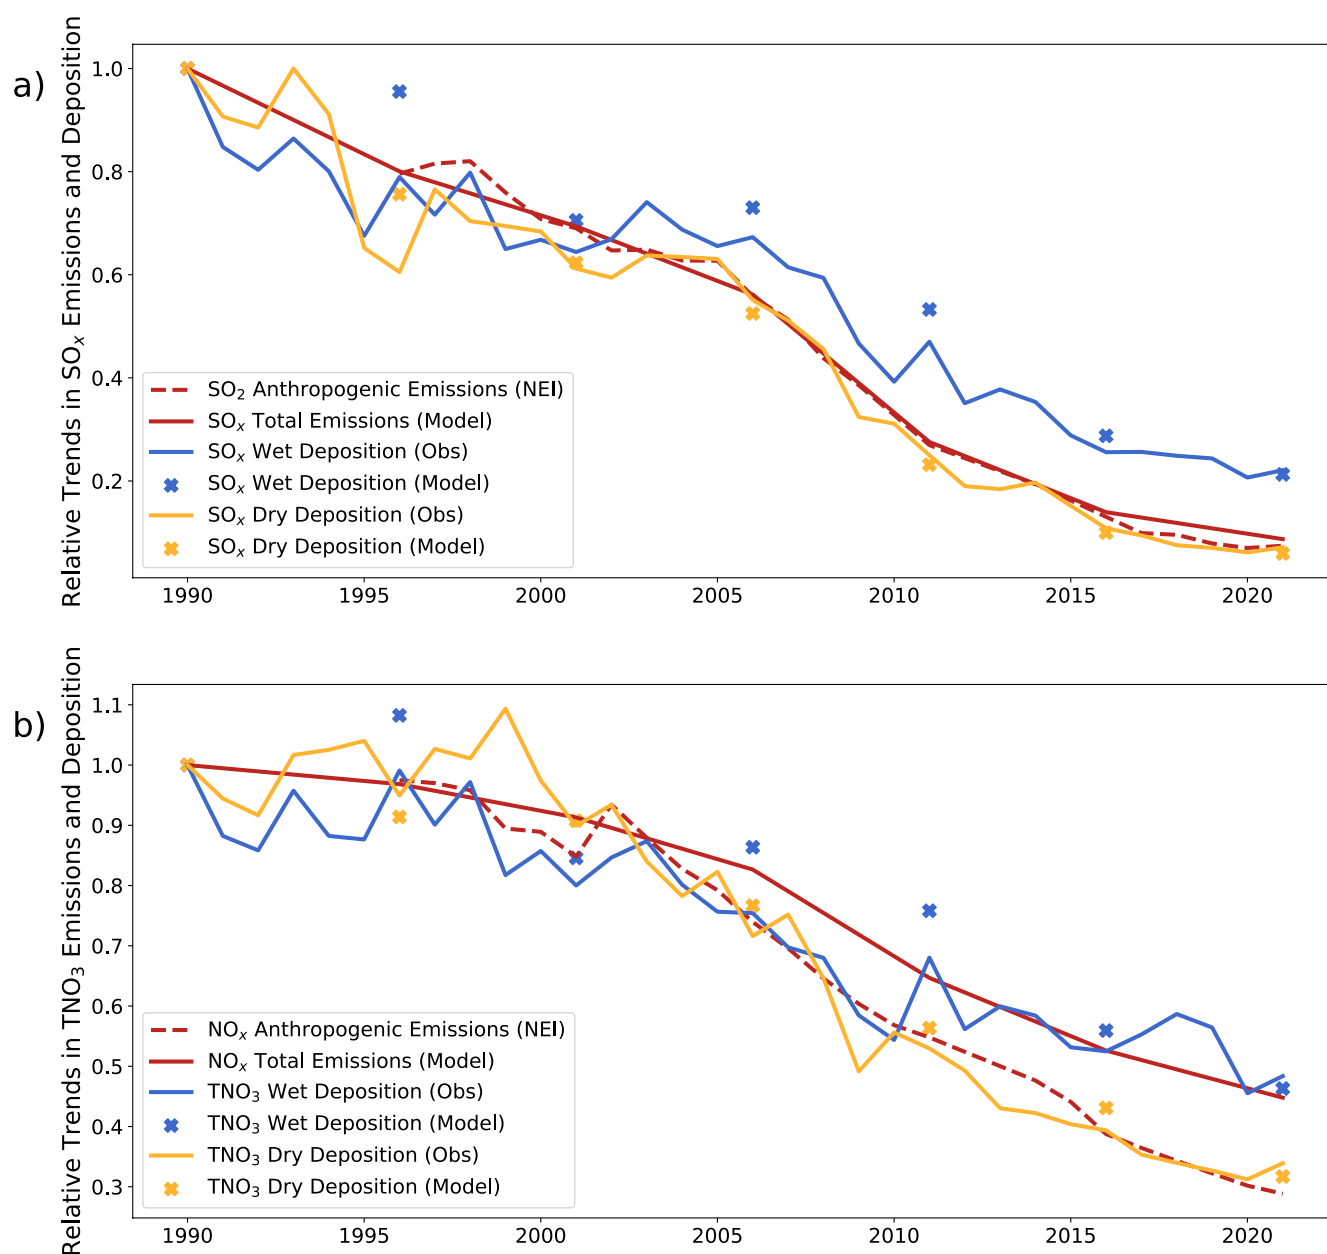 a)
Relative Trends in SOₓ Emissions and Deposition
1.0
0.8
0.6
0.4
0.2
SO₂ Anthropogenic Emissions (NEI)
SOₓ Total Emissions (Model)
SOₓ Wet Deposition (Obs)
SOₓ Wet Deposition (Model)
SOₓ Dry Deposition (Obs)
SOₓ Dry Deposition (Model)
1990 1995 2000 2005 2010 2015 2020
b)
Relative Trends in TNO₃ Emissions and Deposition
1.1
1.0
0.9
0.8
0.7
0.6
0.5
0.4
0.3
NOₓ Anthropogenic Emissions (NEI)
NOₓ Total Emissions (Model)
TNO₃ Wet Deposition (Obs)
TNO₃ Wet Deposition (Model)
TNO₃ Dry Deposition (Obs)
TNO₃ Dry Deposition (Model)
1990 1995 2000 2005 2010 2015 2020